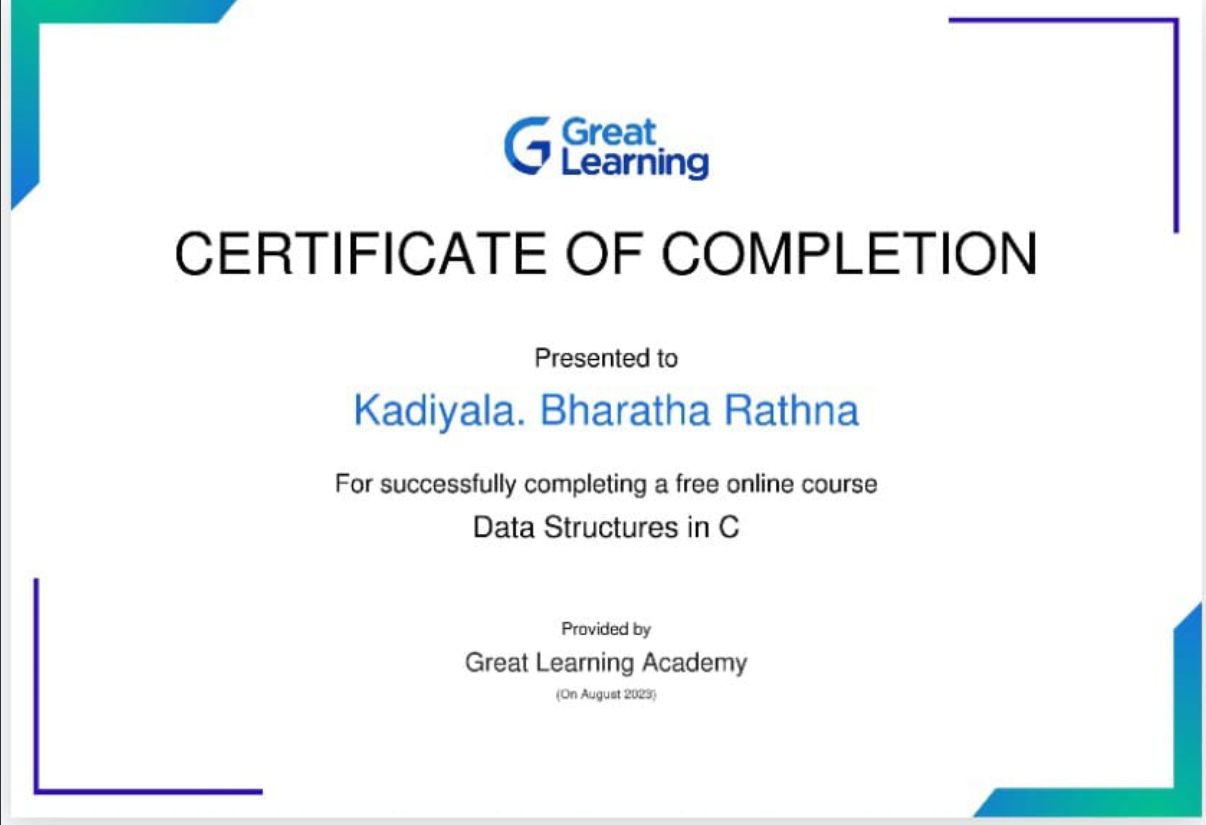 Great
Learning
CERTIFICATE OF COMPLETION
Presented to
Kadiyala. Bharatha Rathna
For successfully completing a free online course
Data Structures in C
Provided by
Great Learning Academy
(On August 2023)